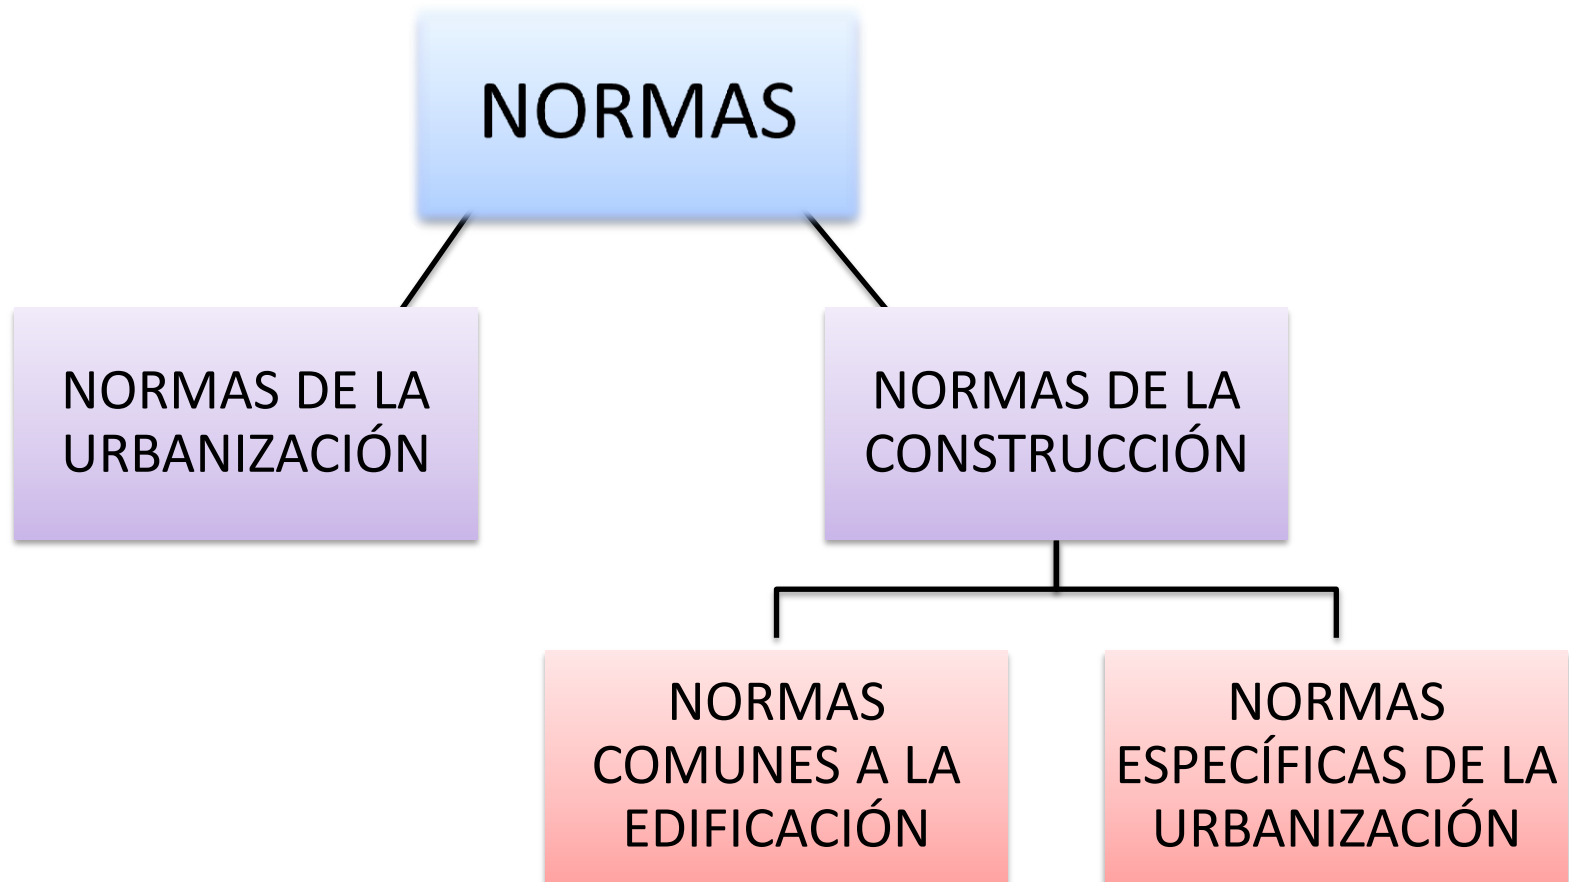 NORMAS
NORMAS DE LA
URBANIZACIÓN
NORMAS DE LA
CONSTRUCCIÓN
NORMAS
COMUNES A LA
EDIFICACIÓN
NORMAS
ESPECÍFICAS DE LA
URBANIZACIÓN